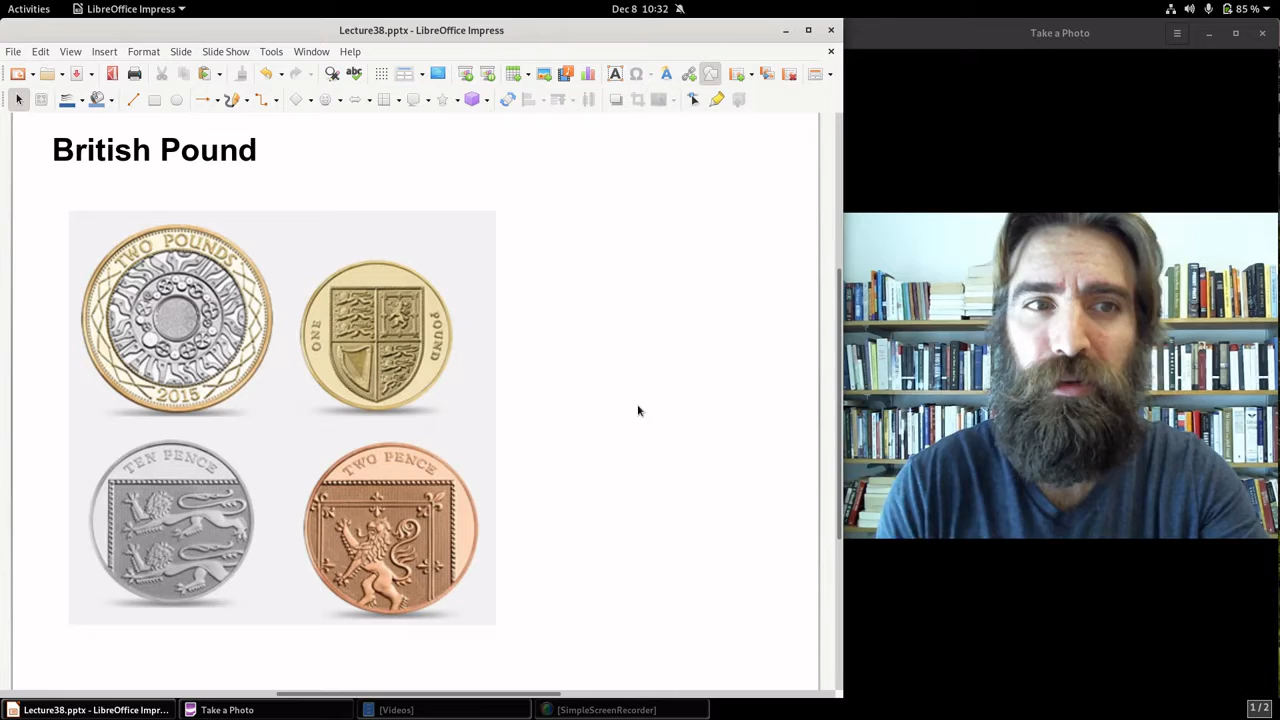 Activities
LibreOffice Impress
Dec 8 10:32
85 %
Lecture38.pptx - LibreOffice Impress
Take a Photo
File Edit View Insert Format Slide Slide Show Tools Window Help
British Pound
TWO POUNDS
2015
ONE POUND
TEN PENCE
TWO PENCE
Lecture38.pptx - LibreOffice Impr...
Take a Photo
[Videos]
[SimpleScreenRecorder]
1 / 2